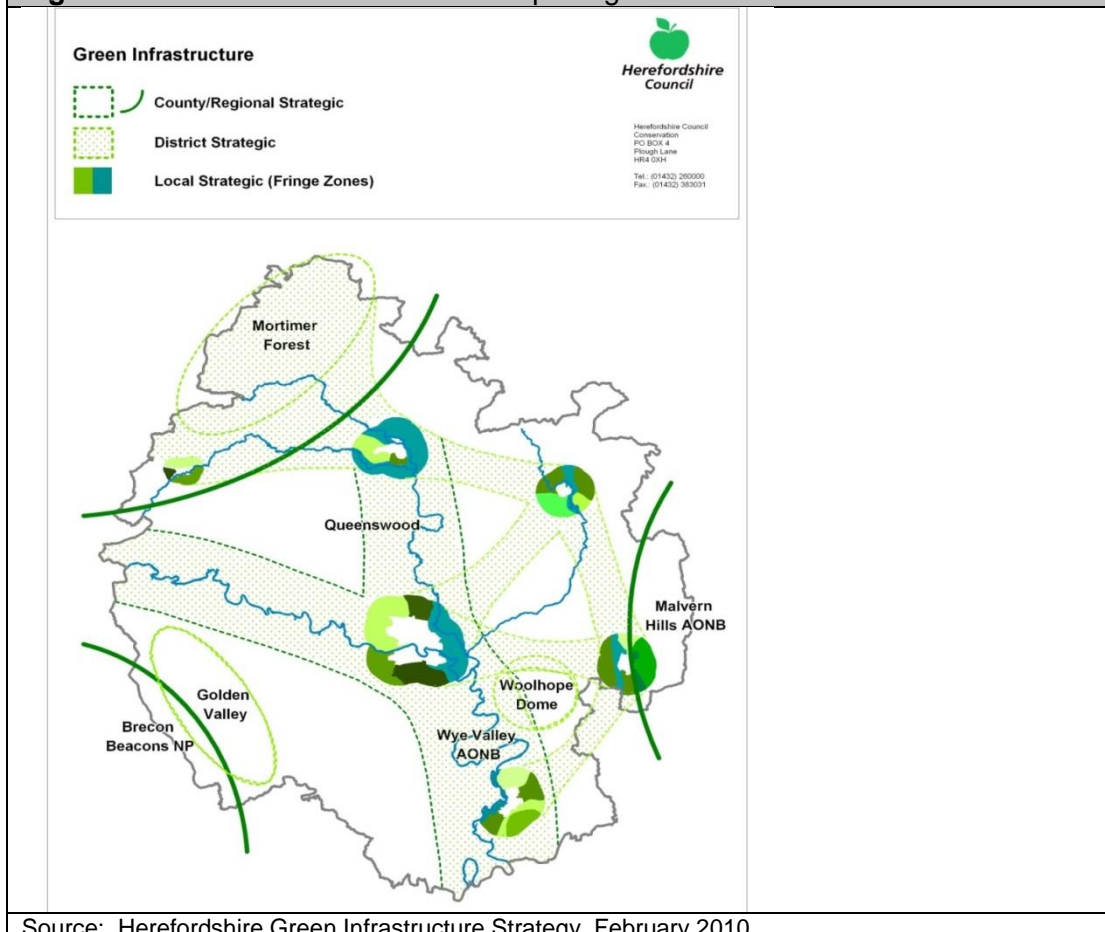 Green Infrastructure
County/Regional Strategic
District Strategic
Local Strategic (Fringe Zones)
Herefordshire
Council
Herefordshire Council
Conservation
PO BOX 4
Plough Lane
HR4 0XH
Tel.: (01432) 260000
Fax.: (01432) 383031
Mortimer
Forest
Queenswood
Malvern
Hills AONB
Golden
Valley
Woolhope
Dome
Brecon
Beacons NP
Wye Valley
AONB
Source: Herefordshire Green Infrastructure Strategy, February 2010